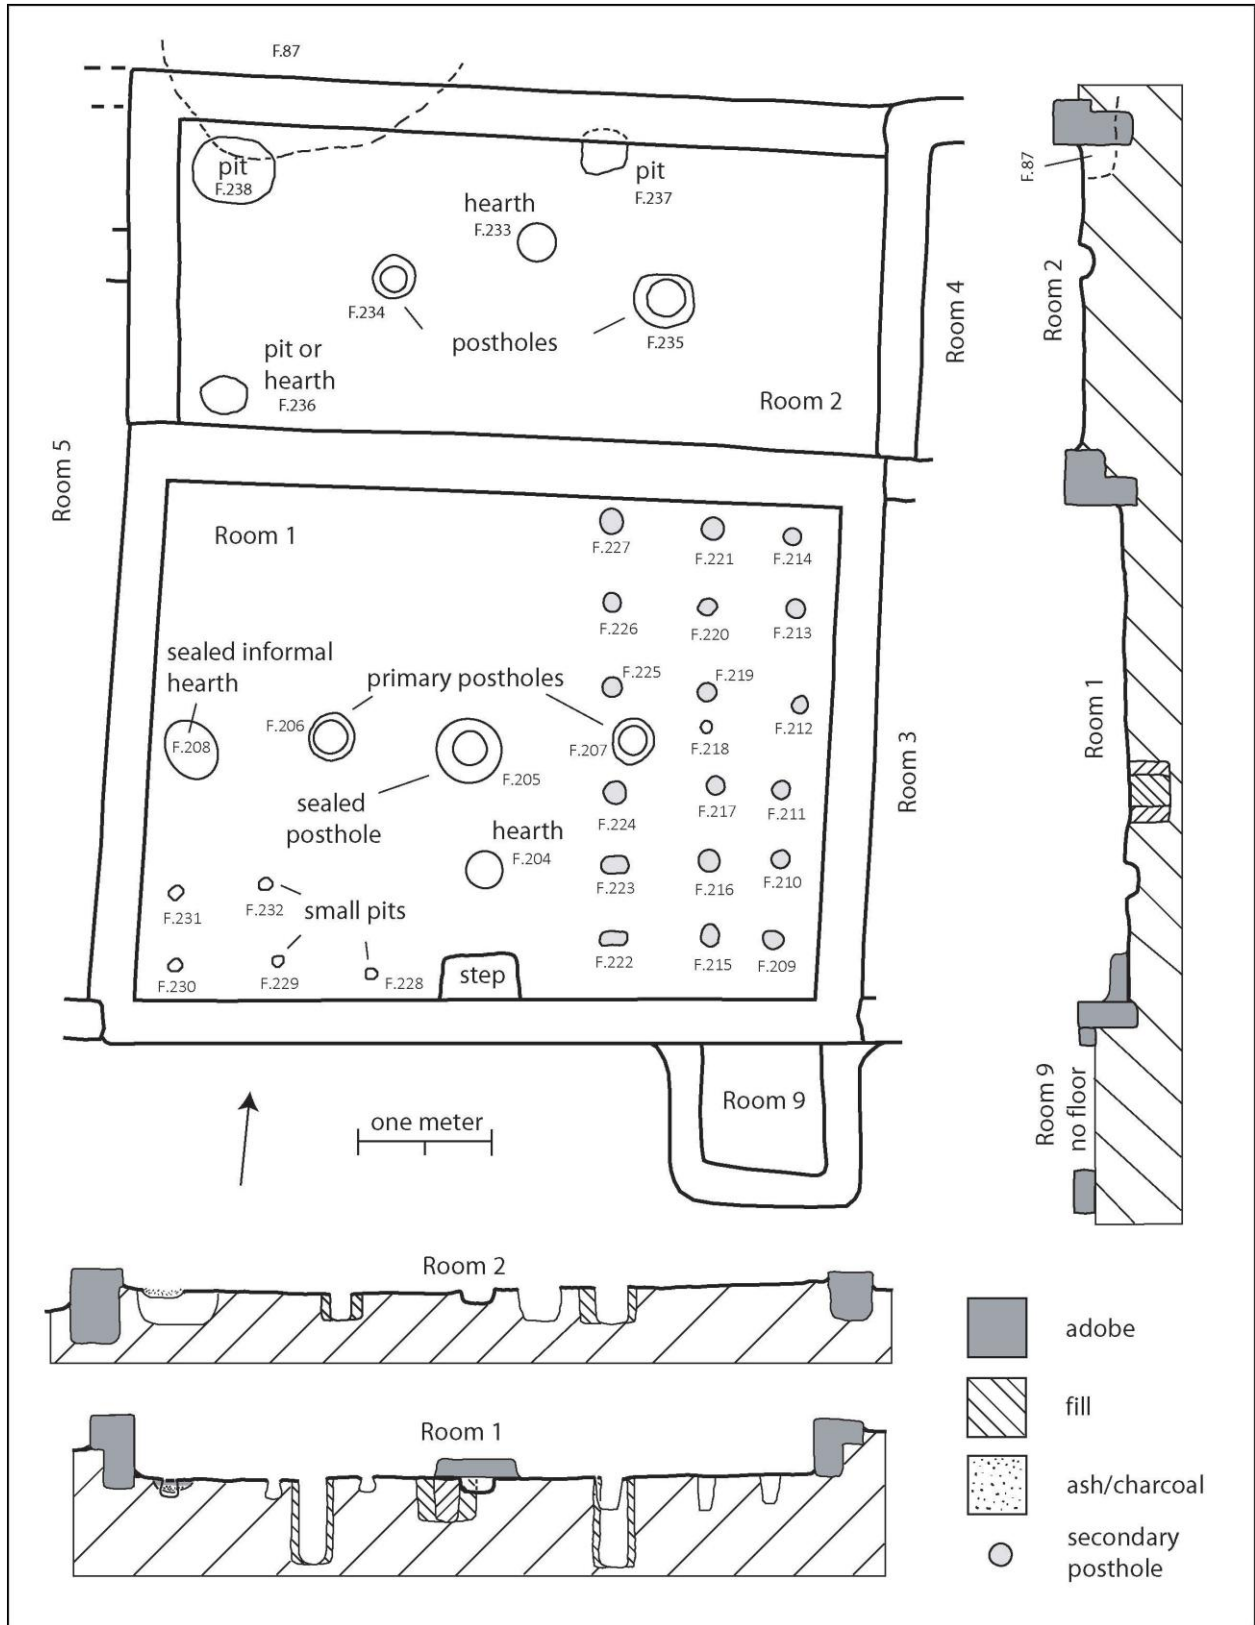 F.87
pit
F.238
pit
F.237
hearth
F.233
F.234
postholes
F.235
pit or
hearth
F.236
Room 2
Room 4
Room 5
Room 1
F.227
F.221
F.214
F.226
F.220
F.213
sealed informal
hearth
F.208
primary postholes
F.206
F.207
F.225
F.219
F.212
F.218
F.205
sealed
posthole
F.224
F.217
F.211
hearth
F.204
F.223
F.216
F.210
F.231
F.232
small pits
F.230
F.229
F.228
step
F.222
F.215
F.209
Room 3
Room 9
one meter
F.87
Room 2
Room 1
Room 9
no floor
Room 2
Room 1
adobe
fill
ash/charcoal
secondary
posthole